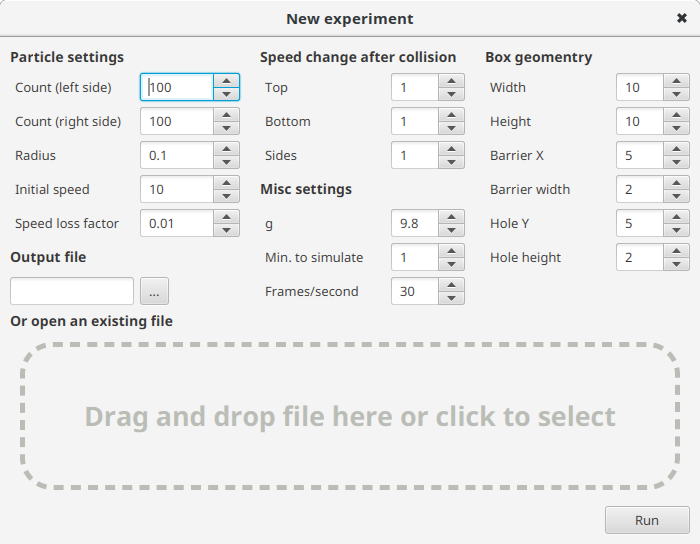 New experiment
Particle settings
Count (left side) 100
Count (right side) 100
Radius 0.1
Initial speed 10
Speed loss factor 0.01
Output file
...
Speed change after collision
Top 1
Bottom 1
Sides 1
Misc settings
g 9.8
Min. to simulate 1
Frames/second 30
Box geomentry
Width 10
Height 10
Barrier X 5
Barrier width 2
Hole Y 5
Hole height 2
Or open an existing file
Drag and drop file here or click to select
Run